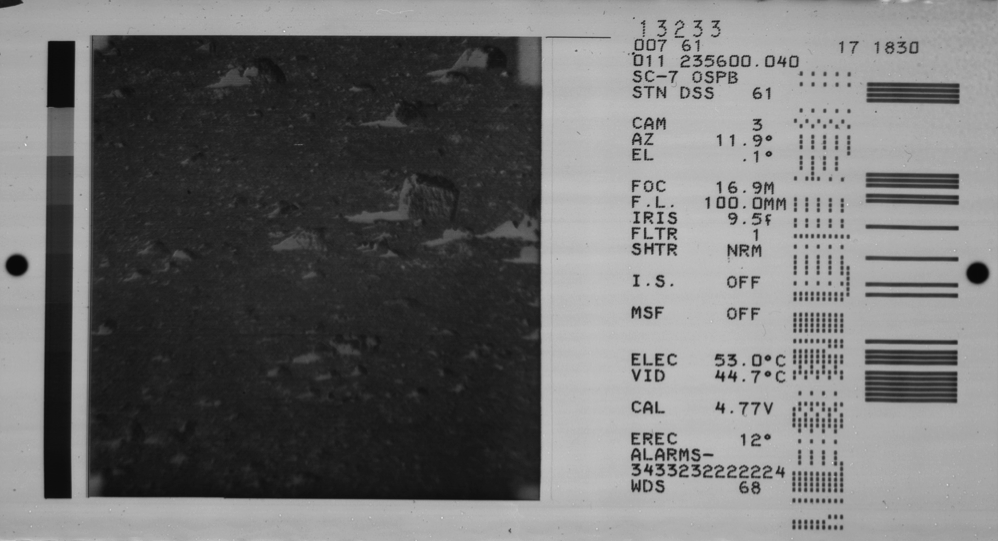 13233
007 61 17 1830
011 235600.040
SC-7 OSPB
STN DSS 61
CAM 3
AZ 11.9°
EL .1°
FOC 16.9M
F.L. 100.0MM
IRIS 9.5f
FLTR 1
SHTR NRM
I.S. OFF
MSF OFF
ELEC 53.0°C
VID 44.7°C
CAL 4.77V
EREC 12°
ALARMS-
3433232222224
WDS 68